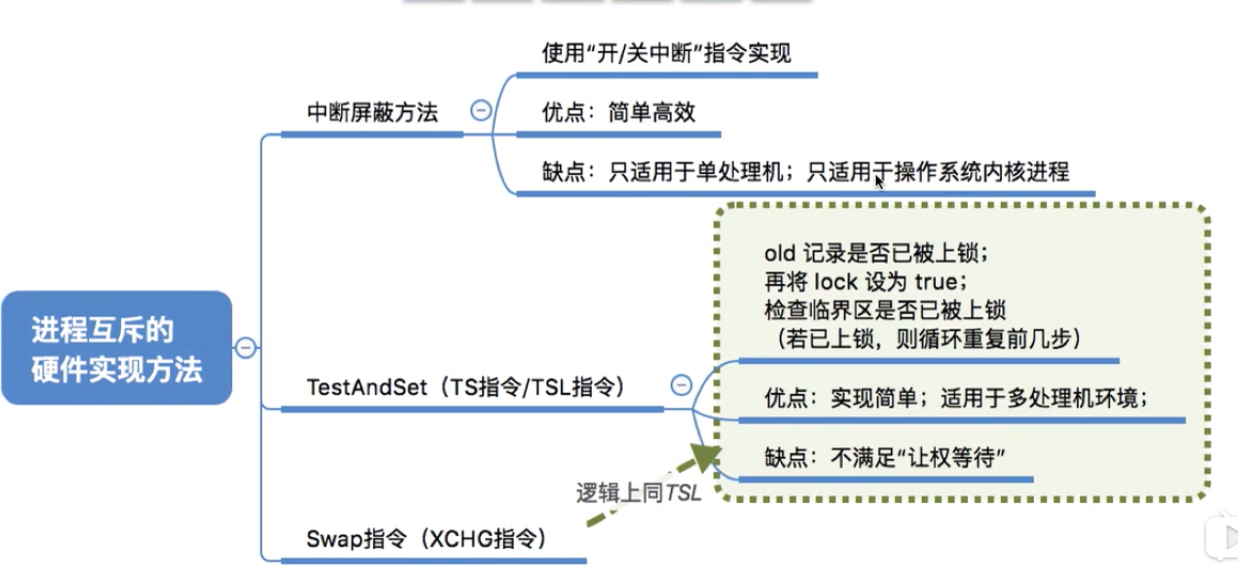 使用“开/关中断”指令实现
中断屏蔽方法
优点：简单高效
缺点：只适用于单处理机；只适用于操作系统内核进程
old 记录是否已被上锁；
再将 lock 设为 true；
检查临界区是否已被上锁
（若已上锁，则循环重复前几步）
进程互斥的
硬件实现方法
TestAndSet（TS指令/TSL指令）
优点：实现简单；适用于多处理机环境；
缺点：不满足“让权等待”
逻辑上同TSL
Swap指令（XCHG指令）